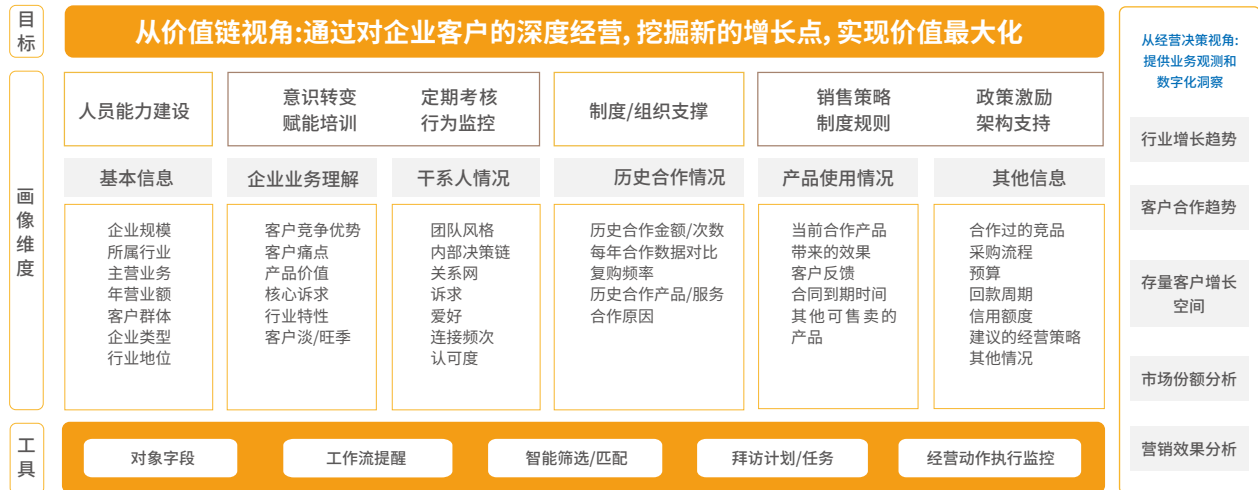 目标
从价值链视角:通过对企业客户的深度经营,挖掘新的增长点,实现价值最大化
画像维度
人员能力建设
意识转变
赋能培训
定期考核
行为监控
制度/组织支撑
销售策略
制度规则
政策激励
架构支持
基本信息
企业规模
所属行业
主营业务
年营业额
客户群体
企业类型
行业地位
企业业务理解
客户竞争优势
客户痛点
产品价值
核心诉求
行业特性
客户淡/旺季
干系人情况
团队风格
内部决策链
关系网
诉求
爱好
连接频次
认可度
历史合作情况
历史合作金额/次数
每年合作数据对比
复购频率
历史合作产品/服务
合作原因
产品使用情况
当前合作产品
带来的效果
客户反馈
合同到期时间
其他可售卖的
产品
其他信息
合作过的竞品
采购流程
预算
回款周期
信用额度
建议的经营策略
其他情况
工具
对象字段
工作流提醒
智能筛选/匹配
拜访计划/任务
经营动作执行监控
从经营决策视角:
提供业务观测和
数字化洞察
行业增长趋势
客户合作趋势
存量客户增长
空间
市场份额分析
营销效果分析